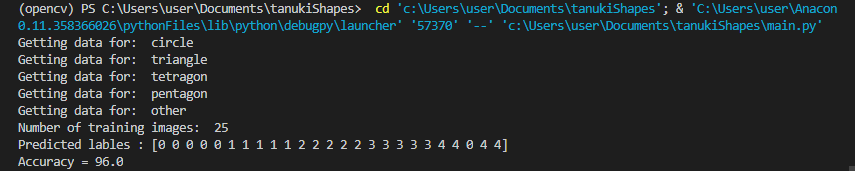 (opencv) PS C:\Users\user\Documents\tanukiShapes>  cd 'c:\Users\user\Documents\tanukiShapes'; & 'C:\Users\user\Anacon
0.11.358366026\pythonFiles\lib\python\debugpy\launcher' '57370' '--' 'c:\Users\user\Documents\tanukiShapes\main.py'
Getting data for:  circle
Getting data for:  triangle
Getting data for:  tetragon
Getting data for:  pentagon
Getting data for:  other
Number of training images:  25
Predicted lables : [0 0 0 0 0 1 1 1 1 1 2 2 2 2 2 3 3 3 3 3 4 4 0 4 4]
Accuracy = 96.0